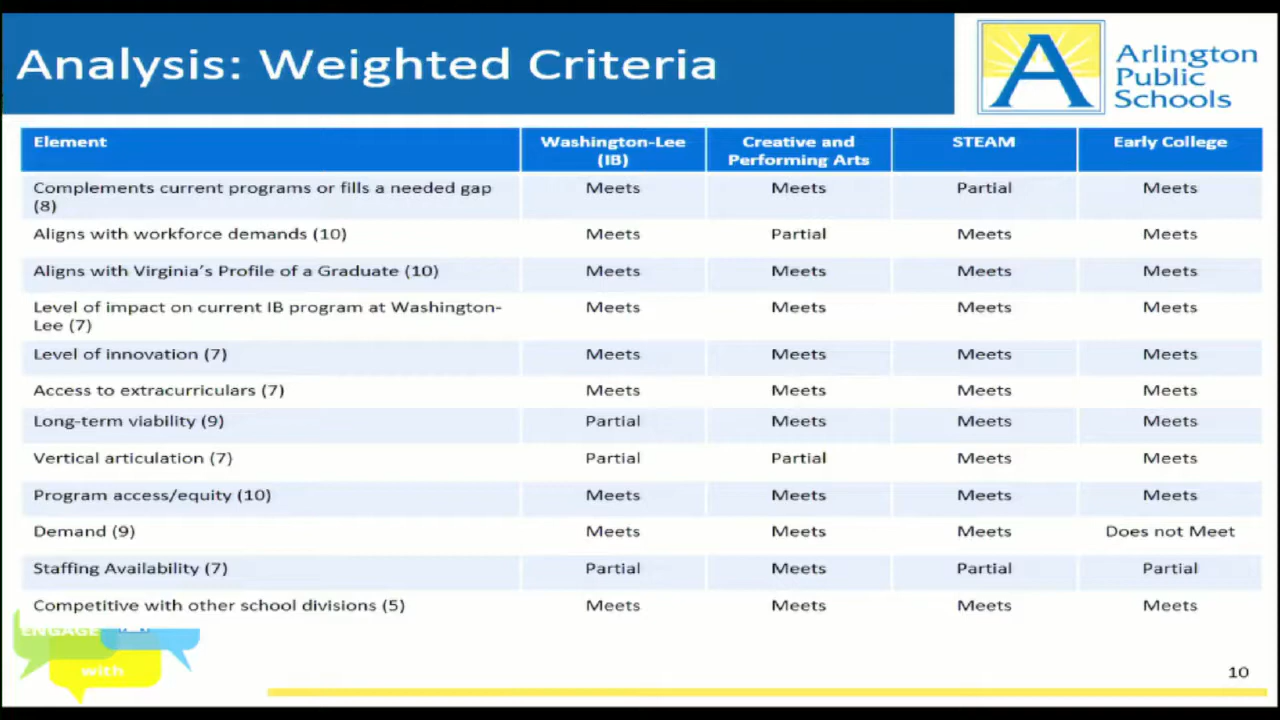 Analysis: Weighted Criteria
A
Arlington
Public
Schools
Element
Washington-Lee
(IB)
Creative and
Performing Arts
STEAM
Early College
Complements current programs or fills a needed gap
(8)
Meets
Meets
Partial
Meets
Aligns with workforce demands (10)
Meets
Partial
Meets
Meets
Aligns with Virginia's Profile of a Graduate (10)
Meets
Meets
Meets
Meets
Level of impact on current IB program at Washington-
Lee (7)
Meets
Meets
Meets
Meets
Level of innovation (7)
Meets
Meets
Meets
Meets
Access to extracurriculars (7)
Meets
Meets
Meets
Meets
Long-term viability (9)
Partial
Meets
Meets
Meets
Vertical articulation (7)
Partial
Partial
Meets
Meets
Program access/equity (10)
Meets
Meets
Meets
Meets
Demand (9)
Meets
Meets
Meets
Does not Meet
Staffing Availability (7)
Partial
Meets
Partial
Partial
Competitive with other school divisions (5)
Meets
Meets
Meets
Meets
ENGAGE
with
10